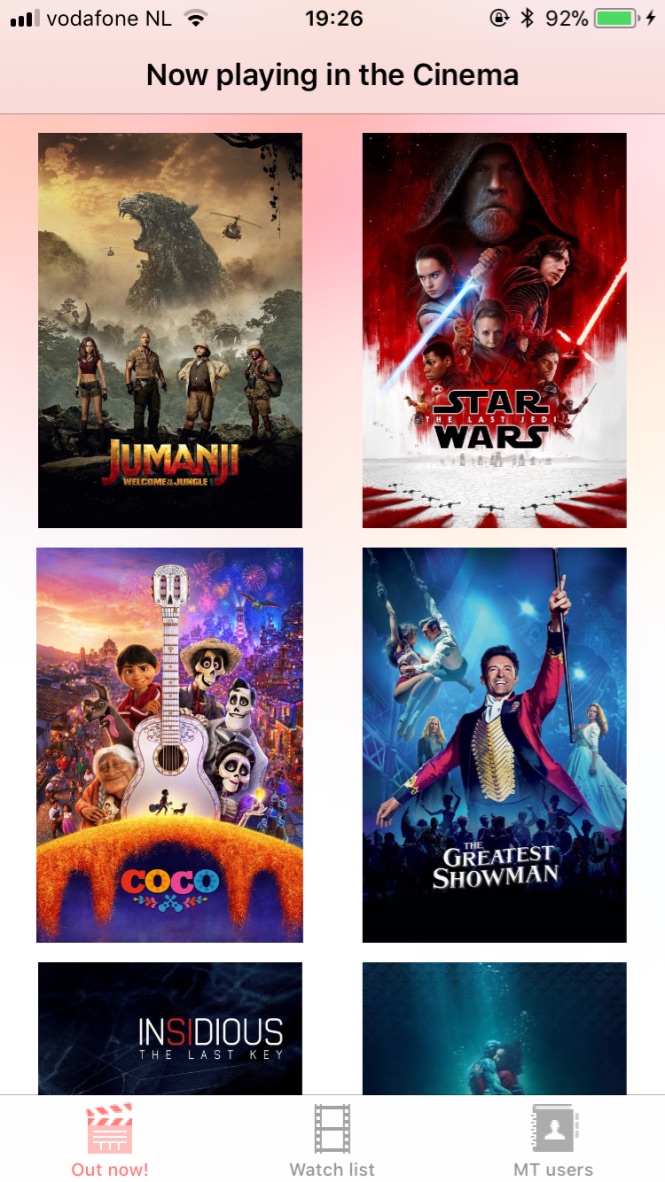 vodafone NL 19:26 92%
Now playing in the Cinema
JUMANJI
WELCOME TO THE JUNGLE
STAR
THE LAST JEDI
WARS
COCO
THE
GREATEST
SHOWMAN
INSIDIOUS
THE LAST KEY
Out now! Watch list MT users